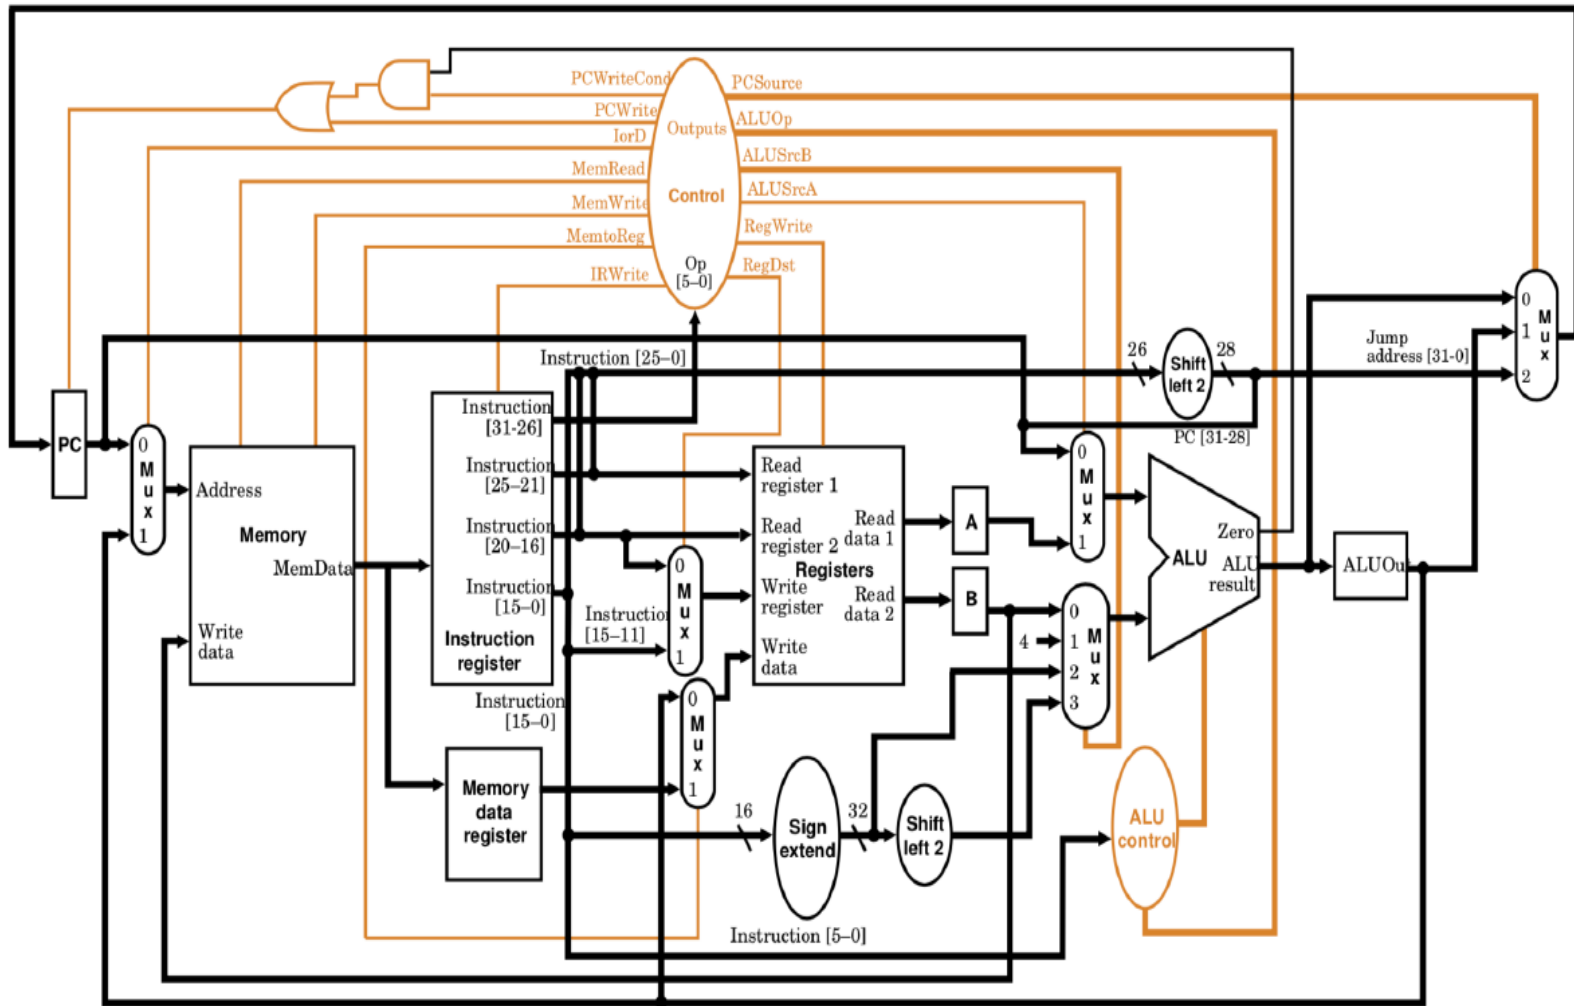 PCWriteCond
PCSource
PCWrite
ALUOp
Outputs
IorD
ALUSrcB
MemRead
ALUSrcA
Control
MemWrite
RegWrite
MemtoReg
RegDst
Op
[5–0]
IRWrite
0
1
2
M
u
x
Jump
address [31-0]
26
28
Shift
left 2
PC [31-28]
Instruction [25–0]
PC
0
M
u
x
1
Address
Memory
MemData
Write
data
Instruction
[31-26]
Instruction
[25–21]
Instruction
[20–16]
Instruction
[15–0]
Instruction
register
Instruction
[15–11]
Instruction
[15–0]
0
M
u
x
1
0
M
u
x
1
Memory
data
register
Read
register 1
Read
register 2
Registers
Write
register
Write
data
Read
data 1
Read
data 2
A
B
0
M
u
x
1
4
0
1
2
3
M
u
x
Zero
ALU
ALU
result
ALUOu
16
Sign
extend
32
Shift
left 2
ALU
control
Instruction [5–0]